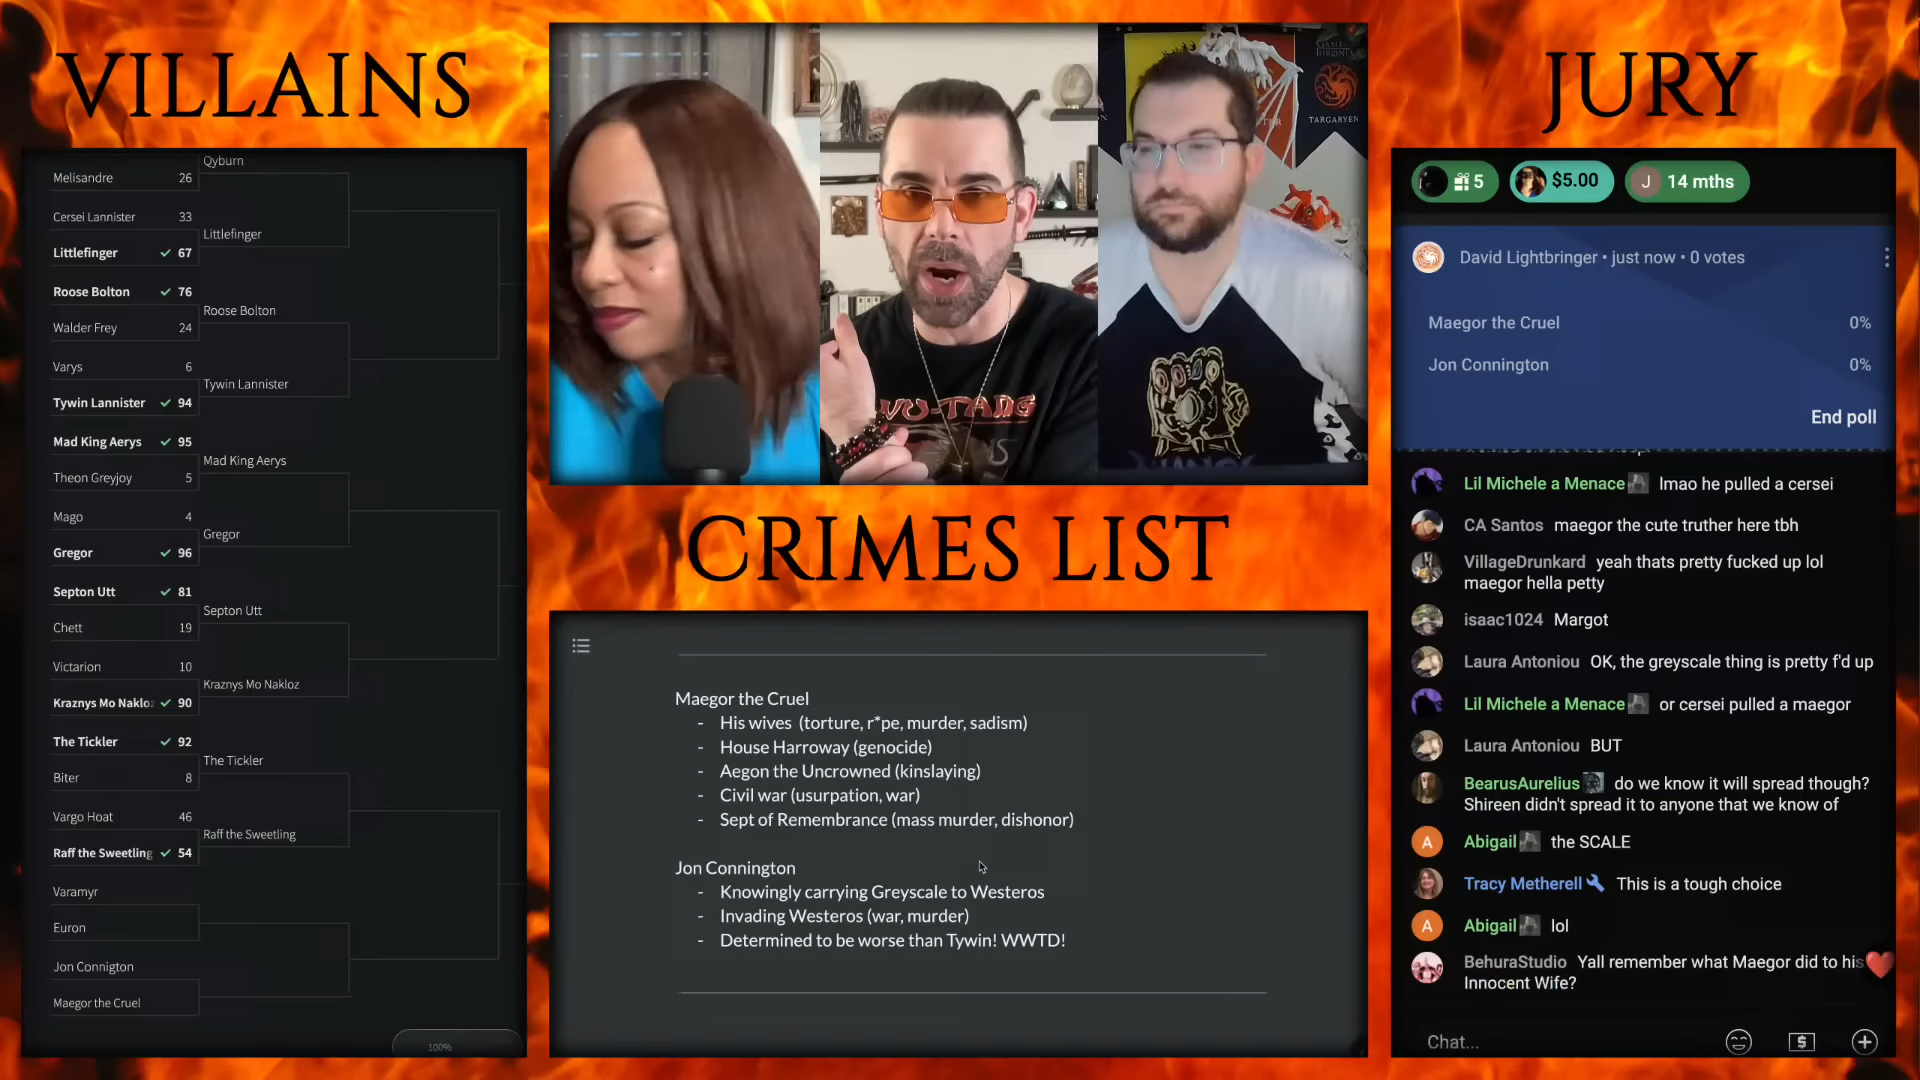 VILLAINS
Melisandre 26
Cersei Lannister 33
Littlefinger 67
Roose Bolton 76
Walder Frey 24
Varys 6
Tywin Lannister 94
Mad King Aerys 95
Theon Greyjoy 5
Mago 4
Gregor 96
Septon Utt 81
Chett 19
Victarion 10
Kraznys Mo Nakloz 90
The Tickler 92
Biter 8
Vargo Hoat 46
Raff the Sweetling 54
Varamyr
Euron
Jon Connigton
Maegor the Cruel
Qyburn
Littlefinger
Roose Bolton
Tywin Lannister
Mad King Aerys
Gregor
Septon Utt
Kraznys Mo Nakloz
The Tickler
Raff the Sweetling
100%
GAME
THRONES
TARGARYEN
WU-TANG
CRIMES LIST
Maegor the Cruel
- His wives (torture, r*pe, murder, sadism)
- House Harroway (genocide)
- Aegon the Uncrowned (kinslaying)
- Civil war (usurpation, war)
- Sept of Remembrance (mass murder, dishonor)
Jon Connington
- Knowingly carrying Greyscale to Westeros
- Invading Westeros (war, murder)
- Determined to be worse than Tywin! WWTD!
JURY
5
$5.00
J 14 mths
David Lightbringer • just now • 0 votes
Maegor the Cruel 0%
Jon Connington 0%
End poll
Lil Michele a Menace lmao he pulled a cersei
CA Santos maegor the cute truther here tbh
VillageDrunkard yeah thats pretty fucked up lol
maegor hella petty
isaac1024 Margot
Laura Antoniou OK, the greyscale thing is pretty f'd up
Lil Michele a Menace or cersei pulled a maegor
Laura Antoniou BUT
BearusAurelius do we know it will spread though?
Shireen didn't spread it to anyone that we know of
A Abigail the SCALE
Tracy Metherell This is a tough choice
A Abigail lol
BehuraStudio Yall remember what Maegor did to his
Innocent Wife?
Chat...